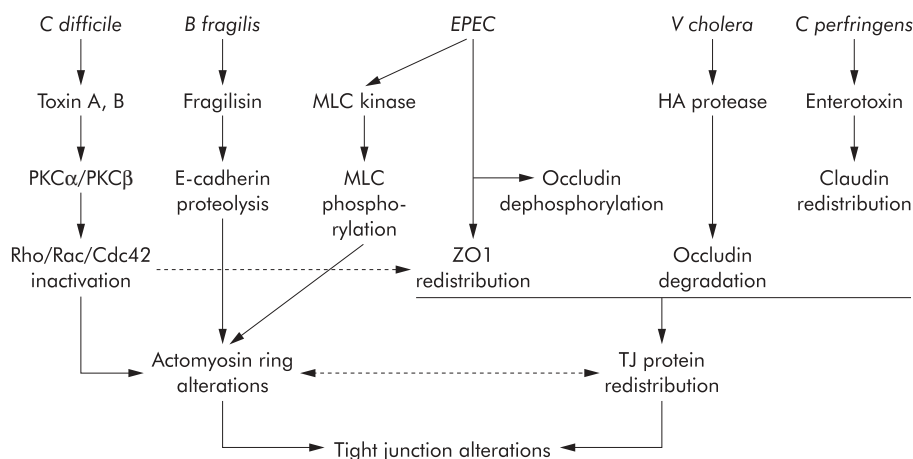 C difficile
B fragilis
EPEC
V cholera
C perfringens
Toxin A, B
Fragilisin
MLC kinase
HA protease
Enterotoxin
PKCα/PKCβ
E-cadherin
proteolysis
MLC
phospho-
rylation
Occludin
dephosphorylation
Claudin
redistribution
Rho/Rac/Cdc42
inactivation
ZO1
redistribution
Occludin
degradation
Actomyosin ring
alterations
TJ protein
redistribution
Tight junction alterations